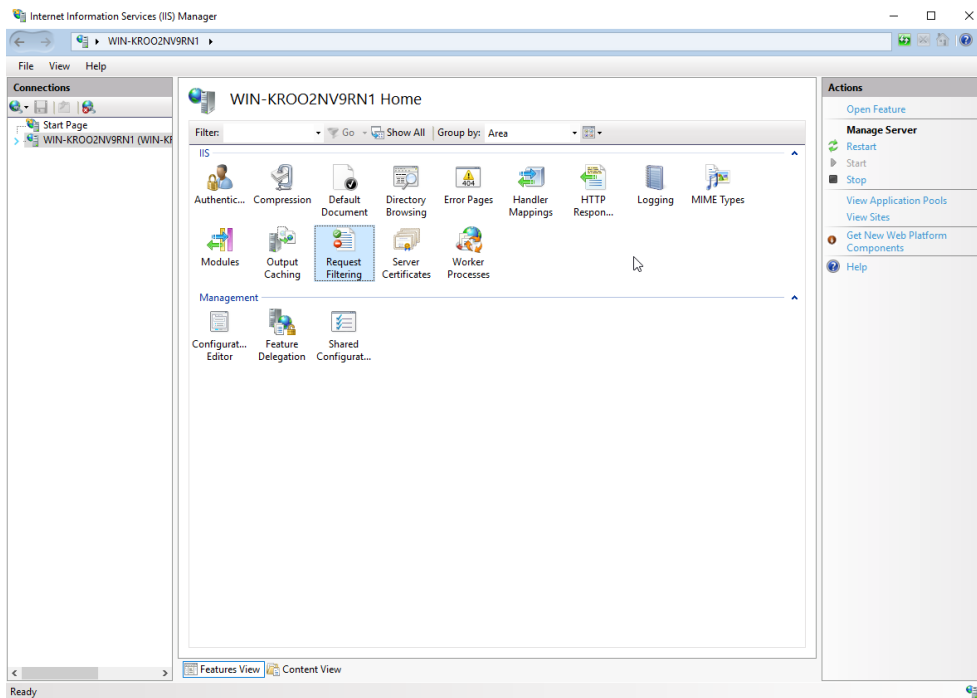 Internet Information Services (IIS) Manager
WIN-KROO2NV9RN1
File View Help
Connections
Start Page
WIN-KROO2NV9RN1 (WIN-KF
WIN-KROO2NV9RN1 Home
Filter: Go Show All Group by: Area
IIS
Authentic... Compression Default Document Directory Browsing Error Pages Handler Mappings HTTP Respon... Logging MIME Types
Modules Output Caching Request Filtering Server Certificates Worker Processes
Management
Configurat... Editor Feature Delegation Shared Configurat...
Features View Content View
Actions
Open Feature
Manage Server
Restart
Start
Stop
View Application Pools
View Sites
Get New Web Platform
Components
Help
Ready